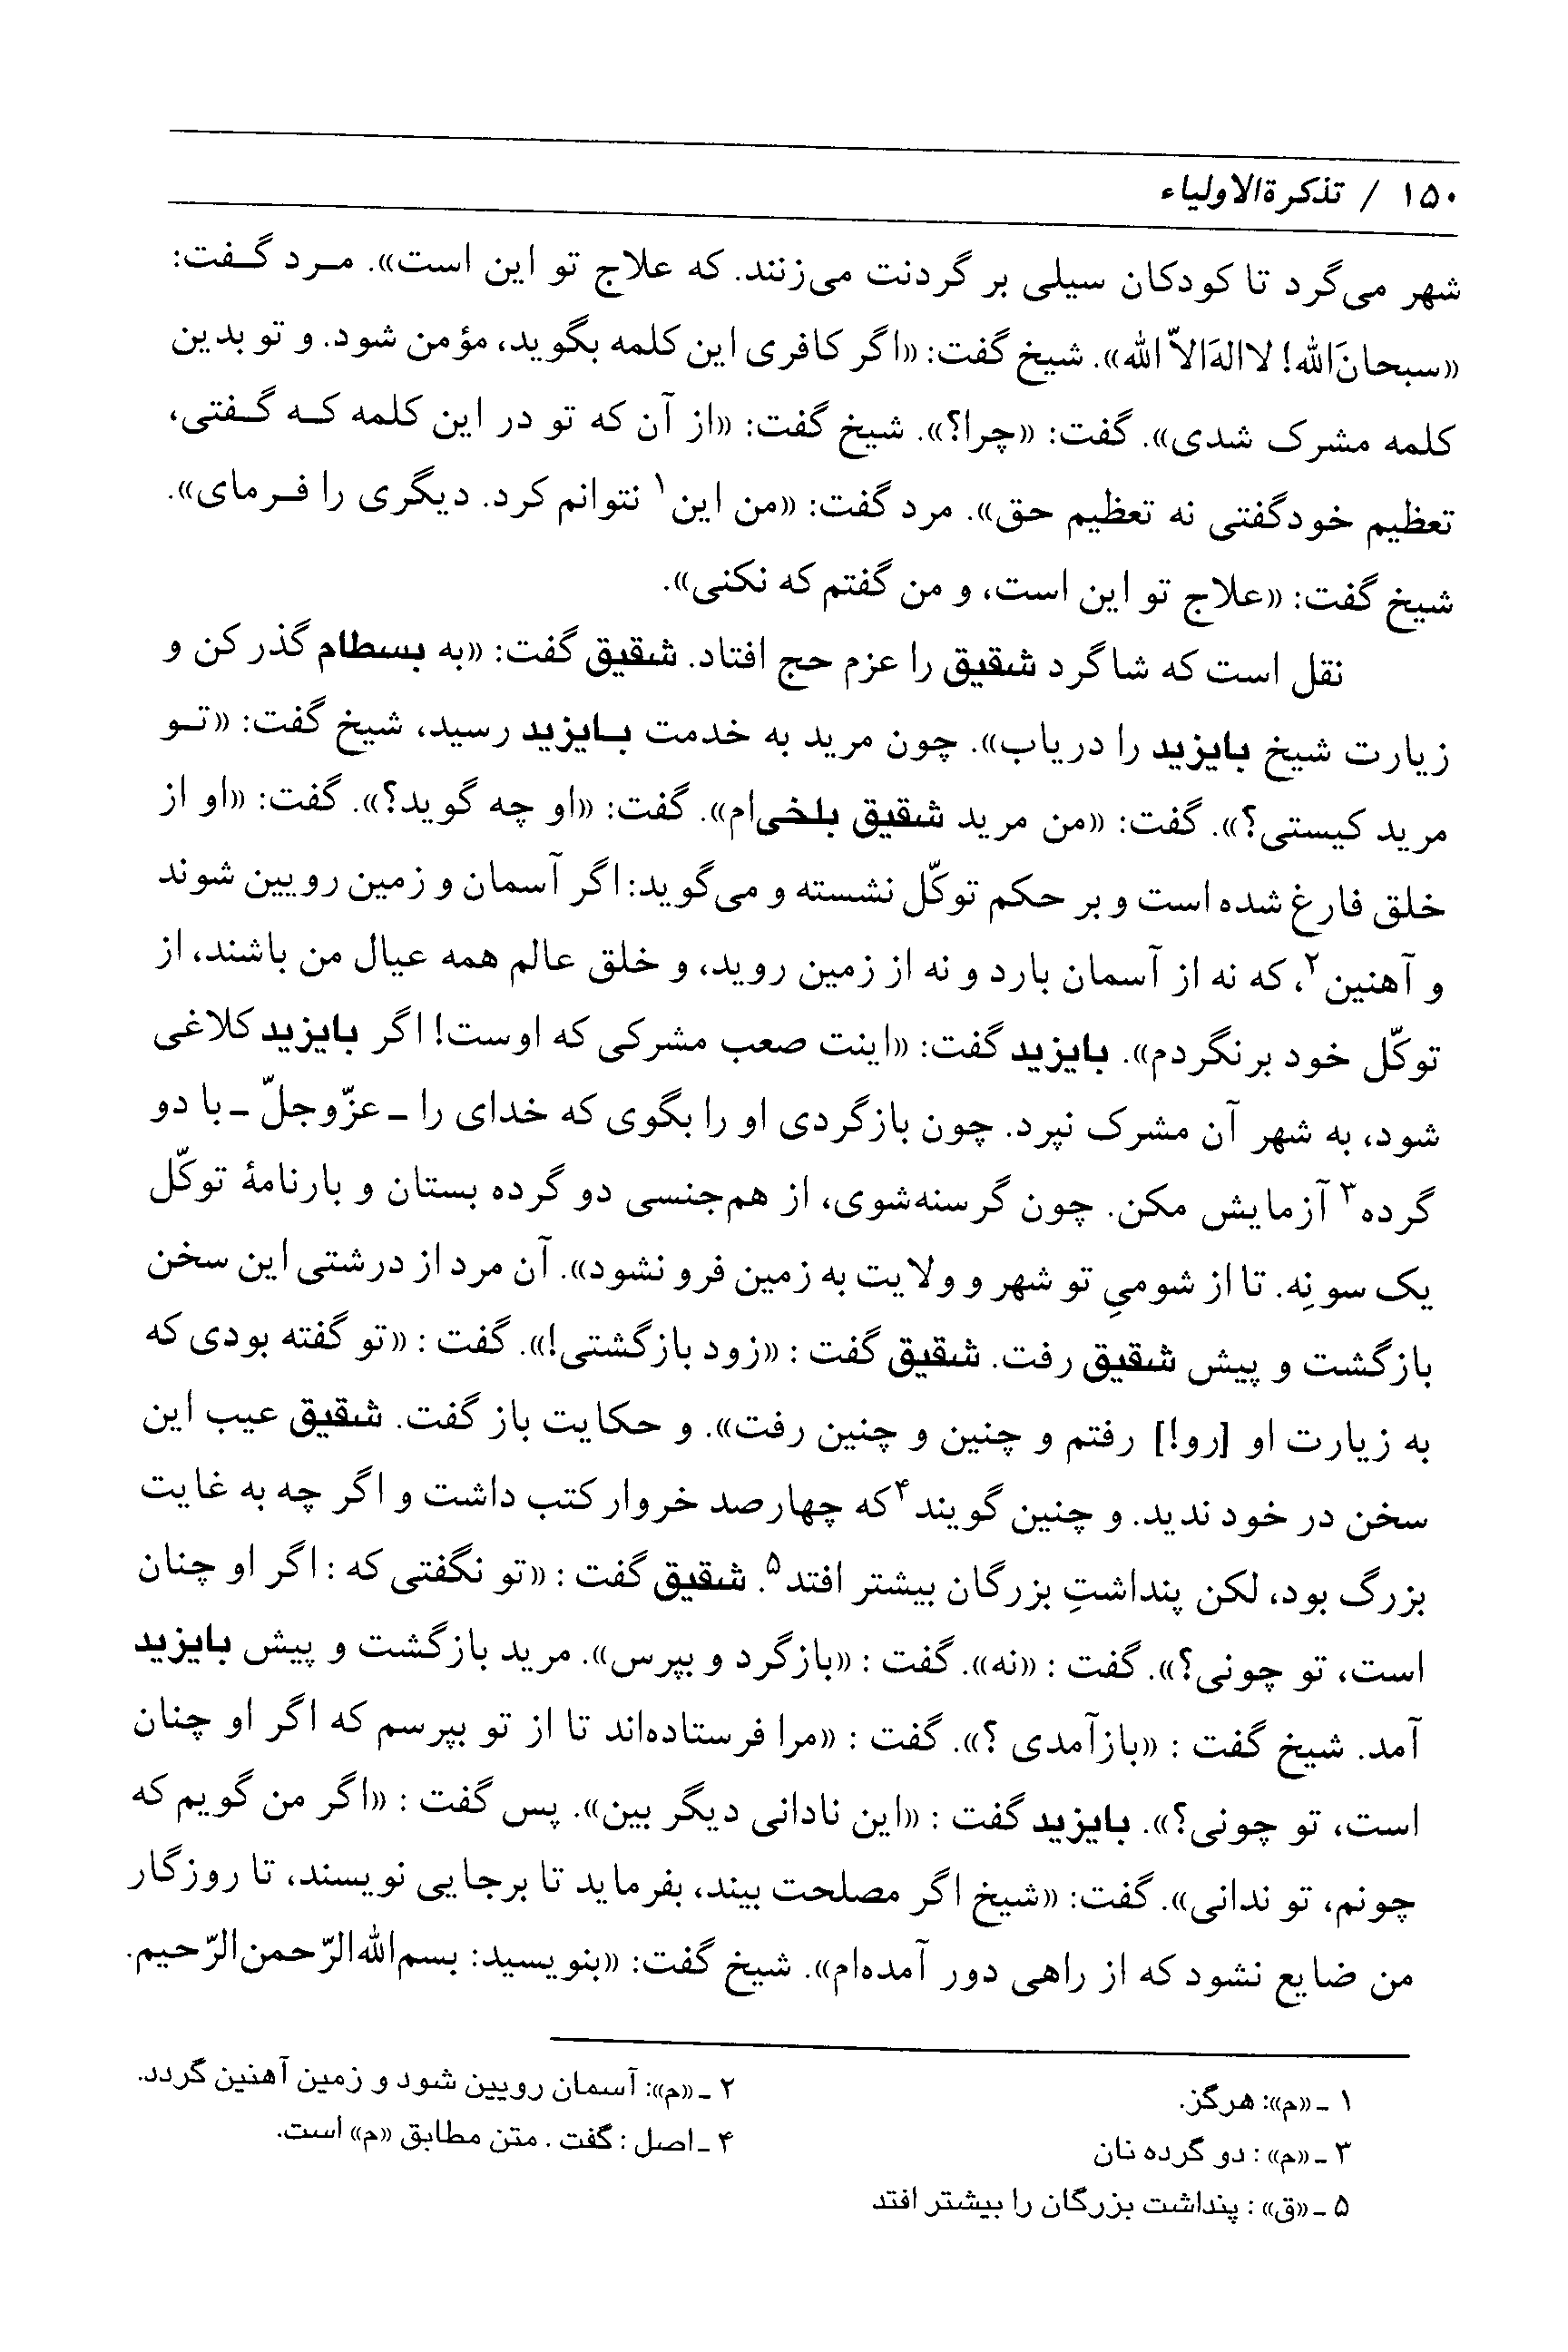 ۱۵۰ / تذکرةالاولیاء
شهر می‌گرد تا کودکان سیلی بر گردنت می‌زنند. که علاج تو این است». مرد گفت:
«سبحانَ‌الله! لااله‌َالاّ الله». شیخ گفت: «اگر کافری این کلمه بگوید، مؤمن شود. و تو بدین
کلمه مشرک شدی». گفت: «چرا؟». شیخ گفت: «از آن که تو در این کلمه که گفتی،
تعظیم خودگفتی نه تعظیم حق». مرد گفت: «من این۱ نتوانم کرد. دیگری را فرمای».
شیخ گفت: «علاج تو این است، و من گفتم که نکنی».
نقل است که شاگرد شقیق را عزم حج افتاد. شقیق گفت: «به بسطام گذر کن و
زیارت شیخ بایزید را دریاب». چون مرید به خدمت بایزید رسید، شیخ گفت: «تو
مرید کیستی؟». گفت: «من مرید شقیق بلخی‌ام». گفت: «او چه گوید؟». گفت: «او از
خلق فارغ شده است و بر حکم توکّل نشسته و می‌گوید: اگر آسمان و زمین رویین شوند
و آهنین۲، که نه از آسمان بارد و نه از زمین روید، و خلق عالم همه عیال من باشند، از
توکّل خود برنگردم». بایزید گفت: «اینت صعب مشرکی که اوست! اگر بایزید کلاغی
شود، به شهر آن مشرک نپرد. چون بازگردی او را بگوی که خدای را ـ عزّوجلّ ـ با دو
گرده۳ آزمایش مکن. چون گرسنه‌شوی، از هم‌جنسی دو گرده بستان و بارنامهٔ توکّل
یک سو نِه. تا از شومیِ تو شهر و ولایت به زمین فرو نشود». آن مرد از درشتی این سخن
بازگشت و پیش شقیق رفت. شقیق گفت : «زود بازگشتی!». گفت : «تو گفته بودی که
به زیارت او [رو!] رفتم و چنین و چنین رفت». و حکایت باز گفت. شقیق عیب این
سخن در خود ندید. و چنین گویند۴ که چهارصد خروار کتب داشت و اگر چه به غایت
بزرگ بود، لکن پنداشتِ بزرگان بیشتر افتد۵. شقیق گفت : «تو نگفتی که : اگر او چنان
است، تو چونی؟». گفت : «نه». گفت : «بازگرد و بپرس». مرید بازگشت و پیش بایزید
آمد. شیخ گفت : «بازآمدی ؟». گفت : «مرا فرستاده‌اند تا از تو بپرسم که اگر او چنان
است، تو چونی؟». بایزید گفت : «این نادانی دیگر بین». پس گفت : «اگر من گویم که
چونم، تو ندانی». گفت: «شیخ اگر مصلحت بیند، بفرماید تا برجایی نویسند، تا روزگار
من ضایع نشود که از راهی دور آمده‌ام». شیخ گفت: «بنویسید: بسم‌الله‌الرّحمن‌الرّحیم.
۱ ـ «م»: هرگز.
۲ ـ «م»: آسمان رویین شود و زمین آهنین گردد.
۳ ـ «م» : دو گرده نان
۴ ـ اصل : گفت . متن مطابق «م» است.
۵ ـ «ق» : پنداشت بزرگان را بیشتر افتد